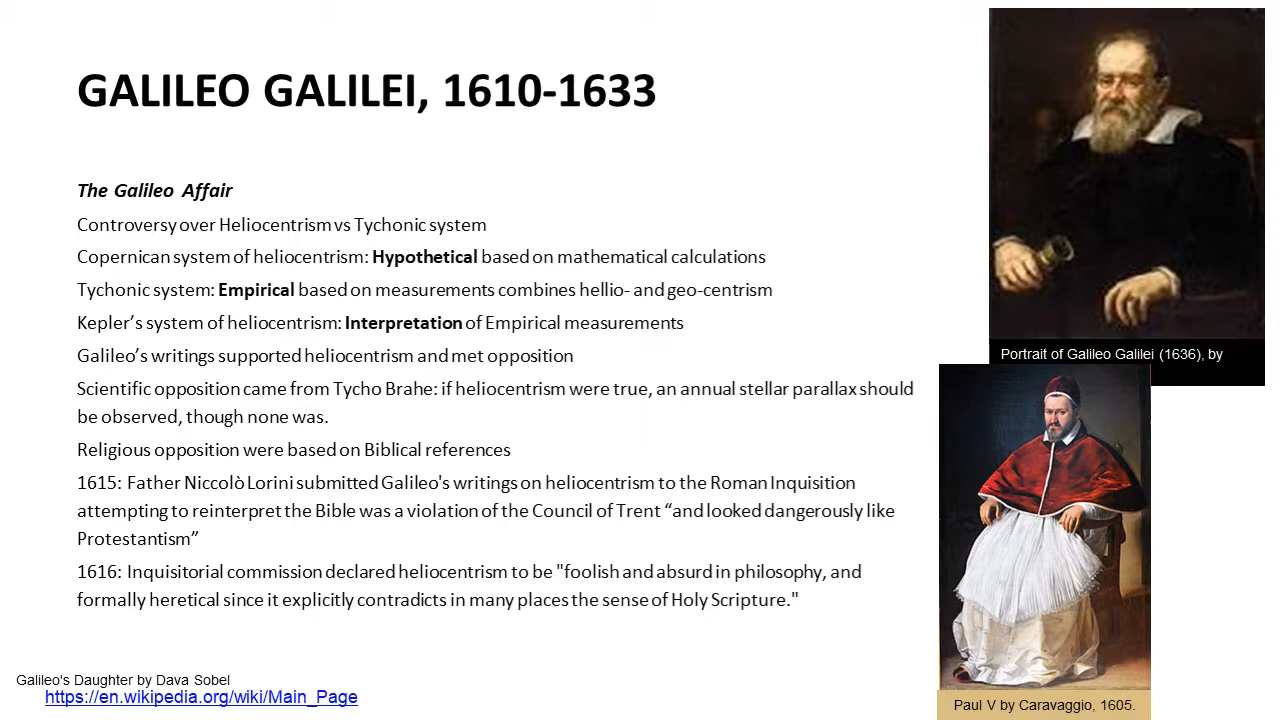 GALILEO GALILEI, 1610-1633
The Galileo Affair
Controversy over Heliocentrism vs Tychonic system
Copernican system of heliocentrism: Hypothetical based on mathematical calculations
Tychonic system: Empirical based on measurements combines hellio- and geo-centrism
Kepler’s system of heliocentrism: Interpretation of Empirical measurements
Galileo’s writings supported heliocentrism and met opposition
Scientific opposition came from Tycho Brahe: if heliocentrism were true, an annual stellar parallax should
be observed, though none was.
Religious opposition were based on Biblical references
1615: Father Niccolò Lorini submitted Galileo's writings on heliocentrism to the Roman Inquisition
attempting to reinterpret the Bible was a violation of the Council of Trent “and looked dangerously like
Protestantism”
1616: Inquisitorial commission declared heliocentrism to be "foolish and absurd in philosophy, and
formally heretical since it explicitly contradicts in many places the sense of Holy Scripture."
Galileo's Daughter by Dava Sobel
https://en.wikipedia.org/wiki/Main_Page
Portrait of Galileo Galilei (1636), by
Paul V by Caravaggio, 1605.